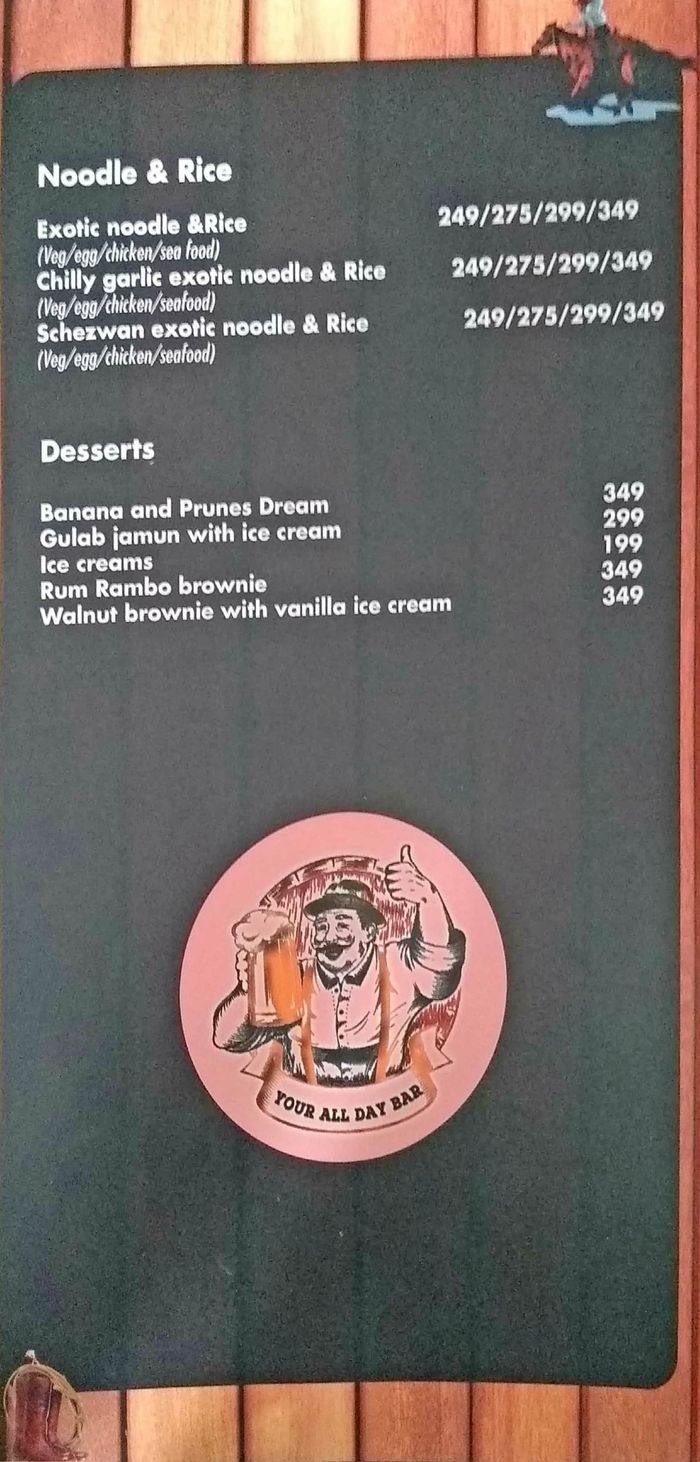 Noodle & Rice
Exotic noodle &Rice 249/275/299/349
(Veg/egg/chicken/sea food)
Chilly garlic exotic noodle & Rice 249/275/299/349
(Veg/egg/chicken/seafood)
Schezwan exotic noodle & Rice 249/275/299/349
(Veg/egg/chicken/seafood)
Desserts
Banana and Prunes Dream 349
Gulab jamun with ice cream 299
Ice creams 199
Rum Rambo brownie 349
Walnut brownie with vanilla ice cream 349
YOUR ALL DAY BAR